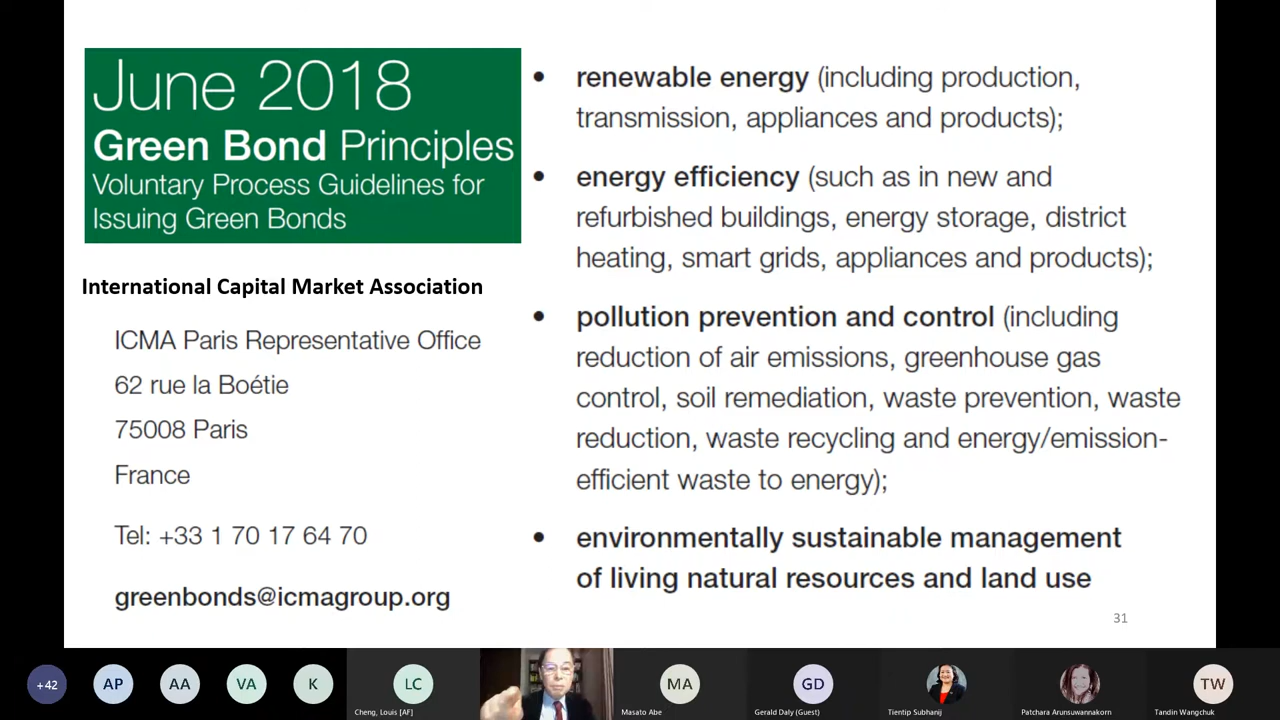 June 2018
Green Bond Principles
Voluntary Process Guidelines for
Issuing Green Bonds
International Capital Market Association
ICMA Paris Representative Office
62 rue la Boétie
75008 Paris
France
Tel: +33 1 70 17 64 70
greenbonds@icmagroup.org
• renewable energy (including production,
transmission, appliances and products);
• energy efficiency (such as in new and
refurbished buildings, energy storage, district
heating, smart grids, appliances and products);
• pollution prevention and control (including
reduction of air emissions, greenhouse gas
control, soil remediation, waste prevention, waste
reduction, waste recycling and energy/emission-
efficient waste to energy);
• environmentally sustainable management
of living natural resources and land use
31
+42
AP
AA
VA
K
LC
Cheng, Louis [AF]
MA
Masato Abe
GD
Gerald Daly (Guest)
Tientip Subhanij
Patchara Arunsuwannakorn
TW
Tandin Wangchuk